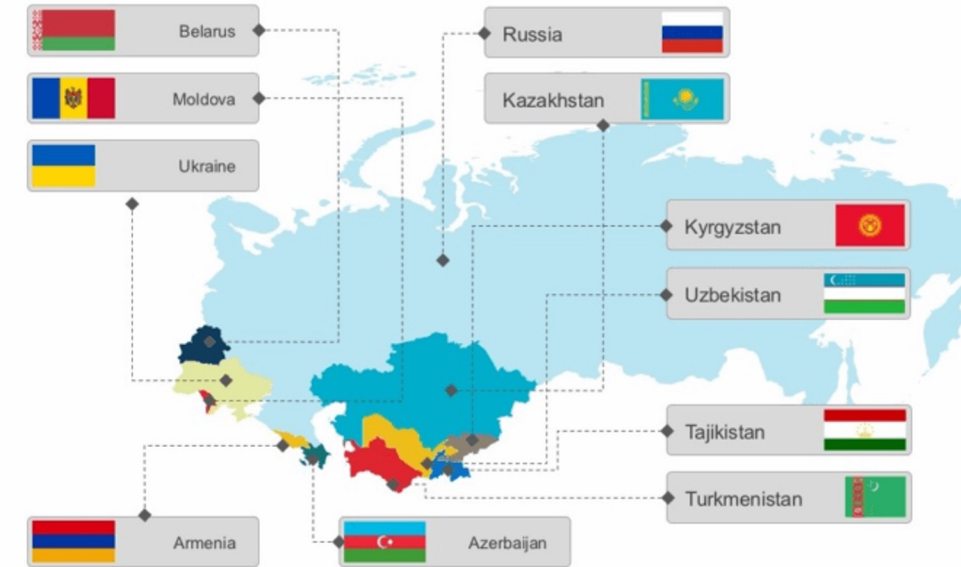 Belarus
Moldova
Ukraine
Russia
Kazakhstan
Kyrgyzstan
Uzbekistan
Tajikistan
Turkmenistan
Armenia
Azerbaijan